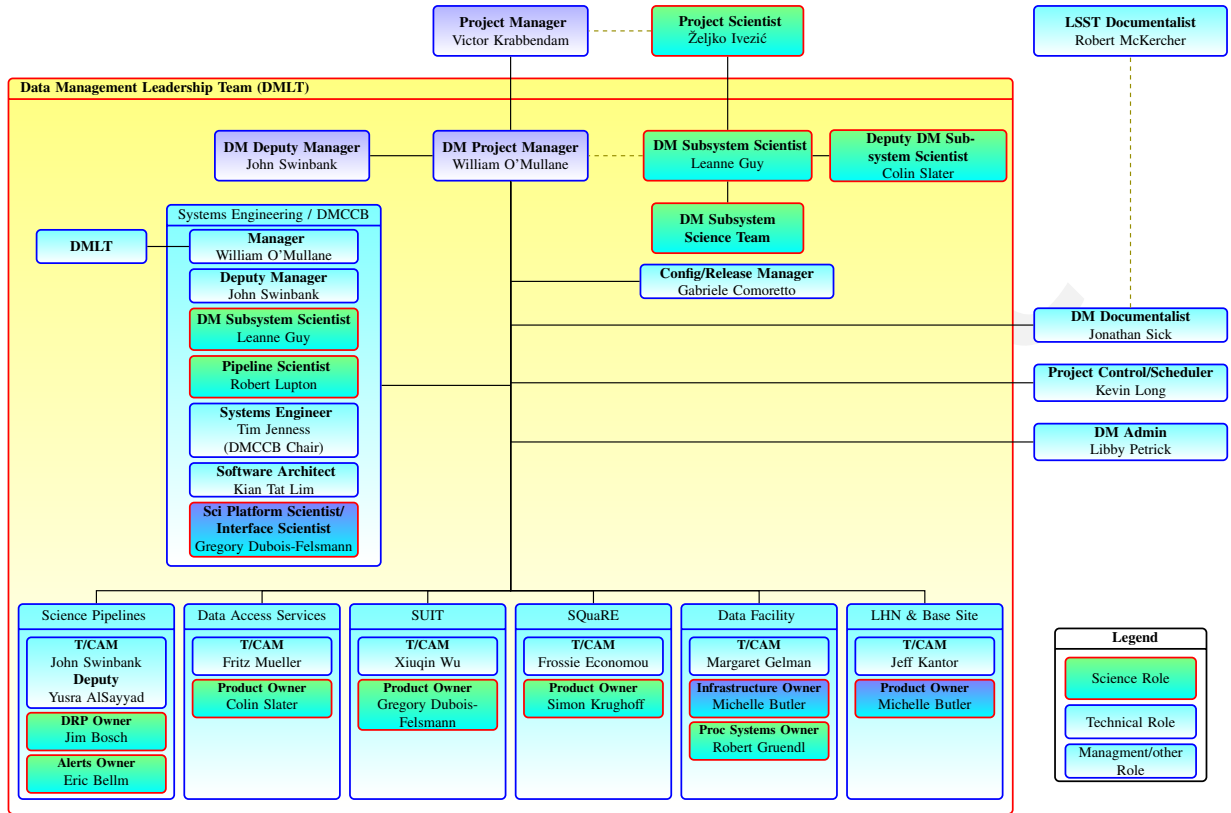 Project Manager
Victor Krabbendam
Project Scientist
Željko Ivezić
LSST Documentalist
Robert McKercher
Data Management Leadership Team (DMLT)
DM Deputy Manager
John Swinbank
DM Project Manager
William O'Mullane
DM Subsystem Scientist
Leanne Guy
Deputy DM Sub-
system Scientist
Colin Slater
DM Subsystem
Science Team
DMLT
Systems Engineering / DMCCB
Manager
William O'Mullane
Deputy Manager
John Swinbank
DM Subsystem Scientist
Leanne Guy
Pipeline Scientist
Robert Lupton
Systems Engineer
Tim Jenness
(DMCCB Chair)
Software Architect
Kian Tat Lim
Sci Platform Scientist/
Interface Scientist
Gregory Dubois-Felsmann
Config/Release Manager
Gabriele Comoretto
DM Documentalist
Jonathan Sick
Project Control/Scheduler
Kevin Long
DM Admin
Libby Petrick
Science Pipelines
T/CAM
John Swinbank
Deputy
Yusra AlSayyad
DRP Owner
Jim Bosch
Alerts Owner
Eric Bellm
Data Access Services
T/CAM
Fritz Mueller
Product Owner
Colin Slater
SUIT
T/CAM
Xiuqin Wu
Product Owner
Gregory Dubois-
Felsmann
SQuaRE
T/CAM
Frossie Economou
Product Owner
Simon Krughoff
Data Facility
T/CAM
Margaret Gelman
Infrastructure Owner
Michelle Butler
Proc Systems Owner
Robert Gruendl
LHN & Base Site
T/CAM
Jeff Kantor
Product Owner
Michelle Butler
Legend
Science Role
Technical Role
Managment/other
Role